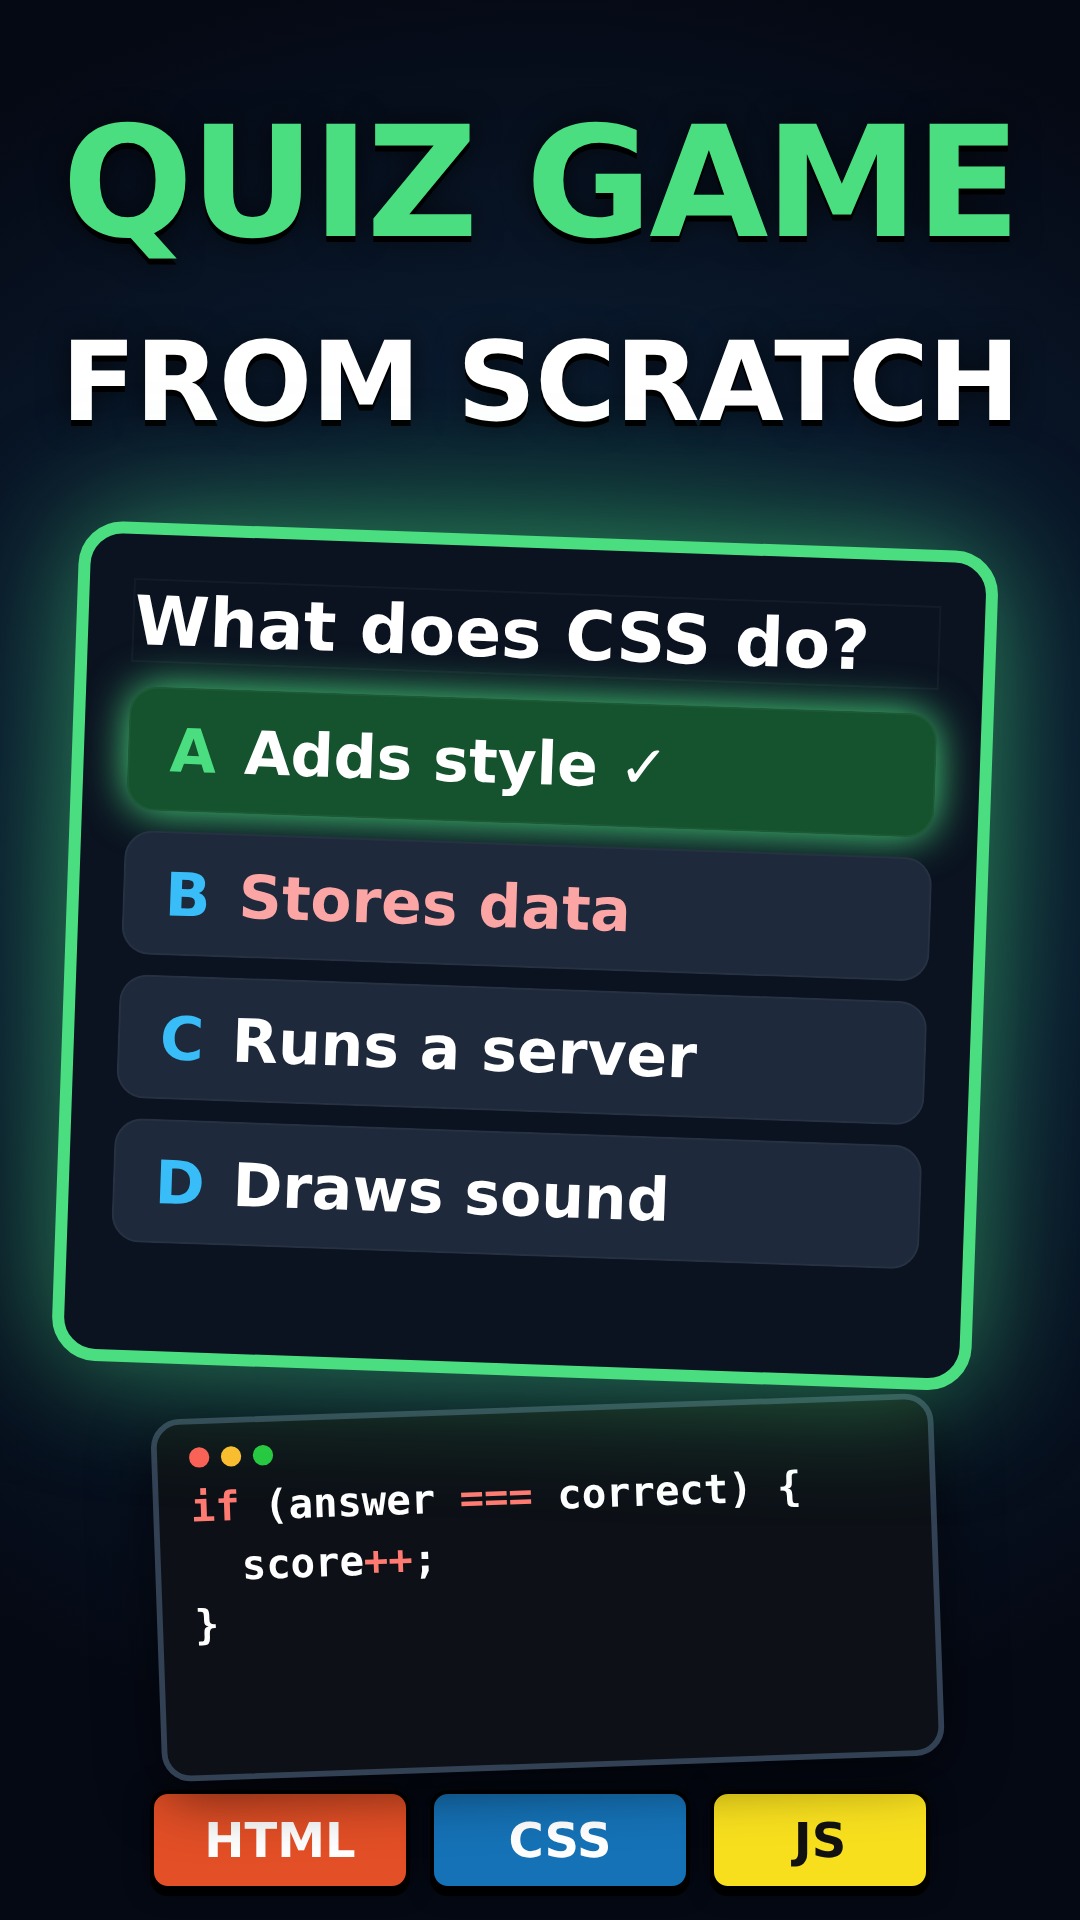 QUIZ GAME
FROM SCRATCH
What does CSS do?
A Adds style ✓
B Stores data
C Runs a server
D Draws sound
if (answer === correct) {
  score++;
}
HTML CSS JS